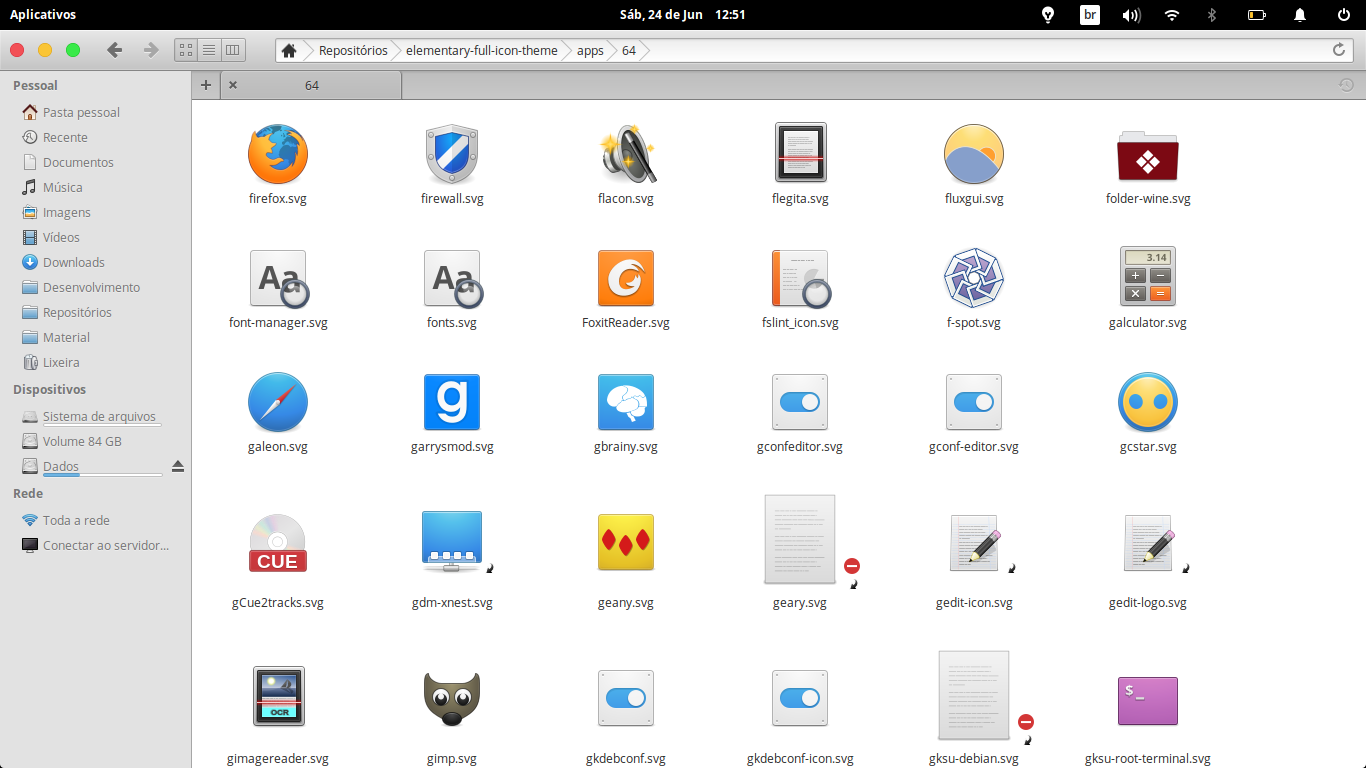 Aplicativos
Sáb, 24 de Jun 12:51
br
Repositórios
elementary-full-icon-theme
apps
64
64
Pessoal
Pasta pessoal
Recente
Documentos
Música
Imagens
Vídeos
Downloads
Desenvolvimento
Repositórios
Material
Lixeira
Dispositivos
Sistema de arquivos
Volume 84 GB
Dados
Rede
Toda a rede
Conectar ao servidor...
firefox.svg
firewall.svg
flacon.svg
flegita.svg
fluxgui.svg
folder-wine.svg
Aa
Aa
3.14
font-manager.svg
fonts.svg
FoxitReader.svg
fslint_icon.svg
f-spot.svg
galculator.svg
g
galeon.svg
garrysmod.svg
gbrainy.svg
gconfeditor.svg
gconf-editor.svg
gcstar.svg
CUE
gCue2tracks.svg
gdm-xnest.svg
geany.svg
geary.svg
gedit-icon.svg
gedit-logo.svg
OCR
$_
gimagereader.svg
gimp.svg
gkdebconf.svg
gkdebconf-icon.svg
gksu-debian.svg
gksu-root-terminal.svg